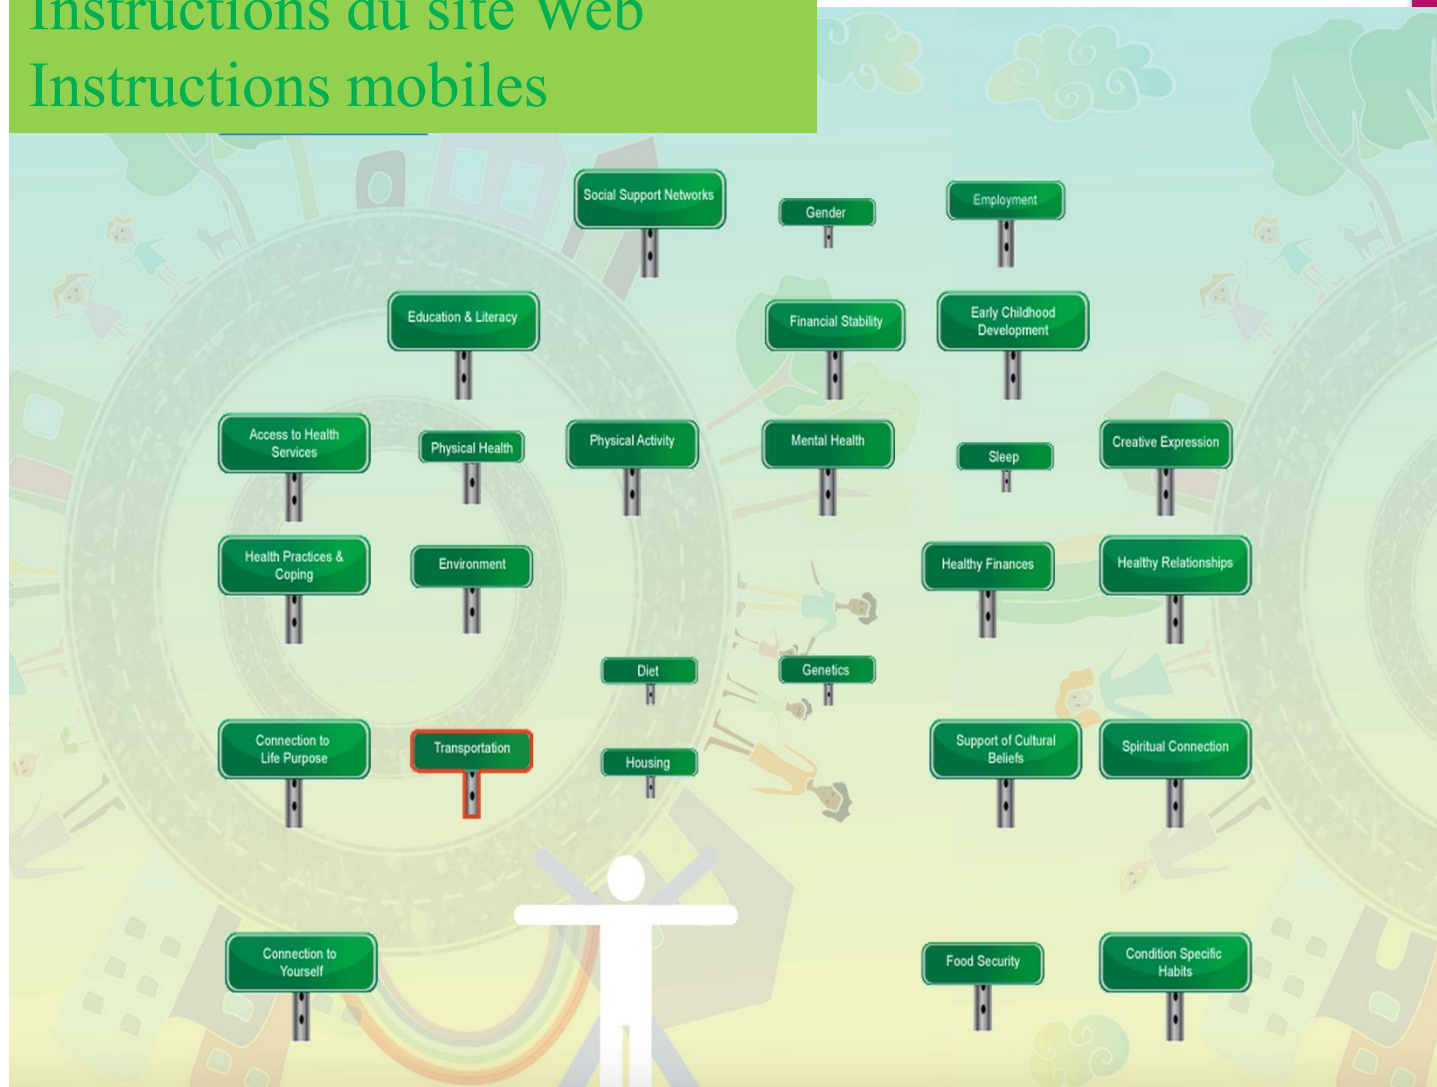 Instructions du site Web
Instructions mobiles
Social Support Networks
Gender
Employment
Education & Literacy
Financial Stability
Early Childhood
Development
Access to Health
Services
Physical Health
Physical Activity
Mental Health
Sleep
Creative Expression
Health Practices &
Coping
Environment
Healthy Finances
Healthy Relationships
Diet
Genetics
Connection to
Life Purpose
Transportation
Housing
Support of Cultural
Beliefs
Spiritual Connection
Connection to
Yourself
Food Security
Condition Specific
Habits